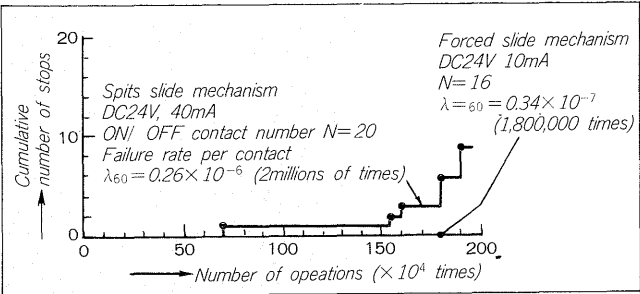 20
10
0
Cumulative
number of stops
Spits slide mechanism
DC24V, 40mA
ON/ OFF contact number N=20
Failure rate per contact
λ60=0.26×10⁻⁶ (2millions of times)
Forced slide mechanism
DC24V 10mA
N=16
λ=60=0.34×10⁻⁷
(1,800,000 times)
0 50 100 150 200
Number of opeations (×10⁴ times)